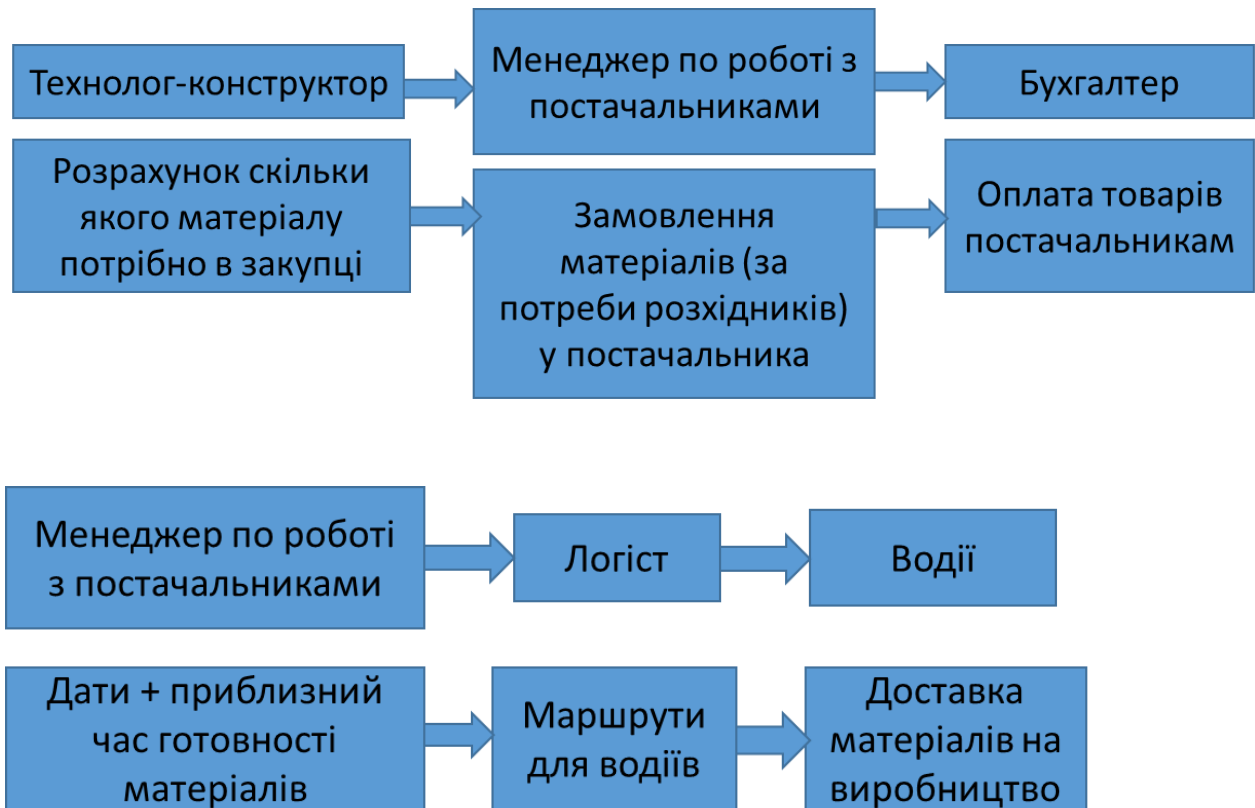 Технолог-конструктор
Менеджер по роботі з
постачальниками
Бухгалтер
Розрахунок скільки
якого матеріалу
потрібно в закупці
Замовлення
матеріалів (за
потреби розхідників)
у постачальника
Оплата товарів
постачальникам
Менеджер по роботі
з постачальниками
Логіст
Водії
Дати + приблизний
час готовності
матеріалів
Маршрути
для водіїв
Доставка
матеріалів на
виробництво